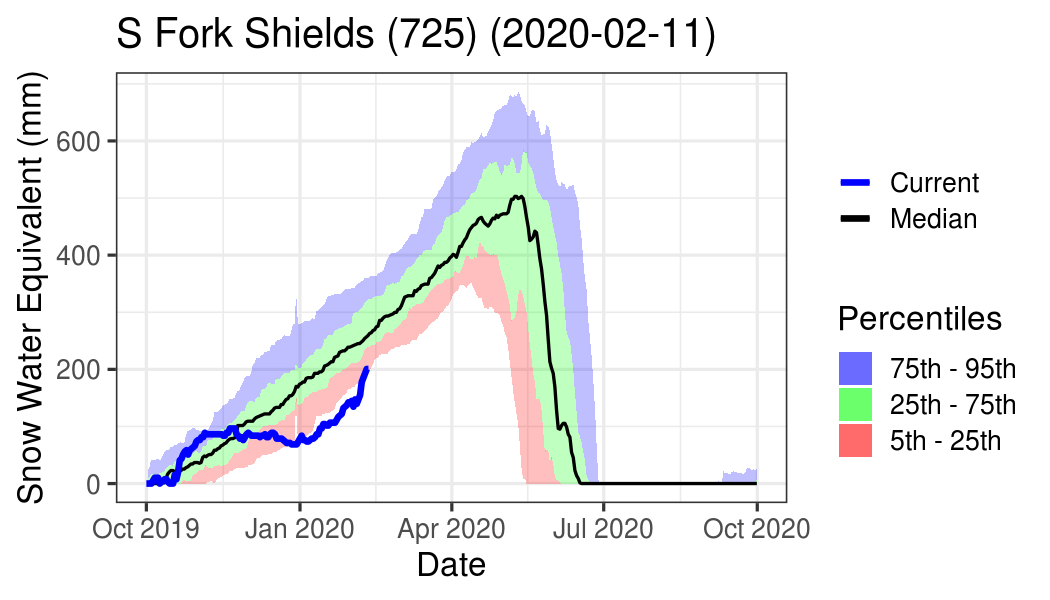 S Fork Shields (725) (2020-02-11)
Snow Water Equivalent (mm)
600
400
200
0
Oct 2019
Jan 2020
Apr 2020
Jul 2020
Oct 2020
Date
Current
Median
Percentiles
75th - 95th
25th - 75th
5th - 25th